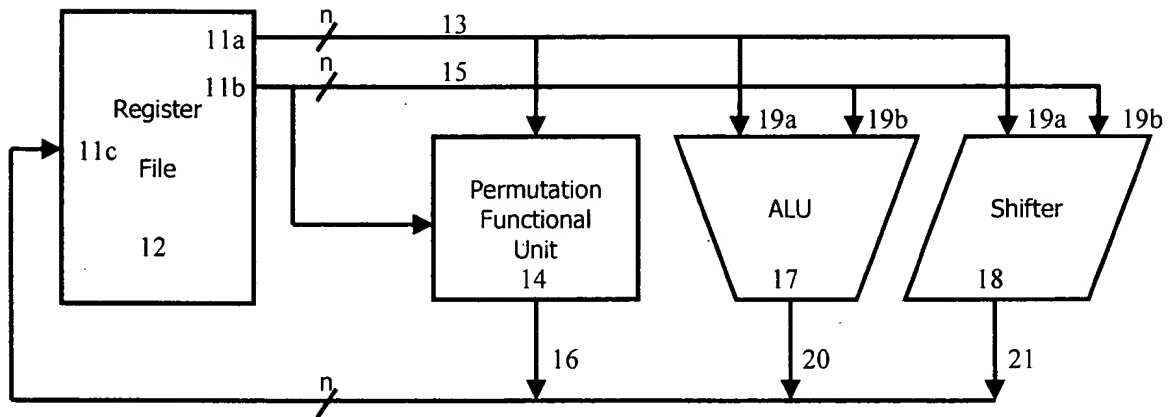 n
11a
13
n
11b
15
Register
File
11c
12
19a
19b
19a
19b
Permutation
Functional
Unit
14
ALU
17
Shifter
18
16
20
21
n